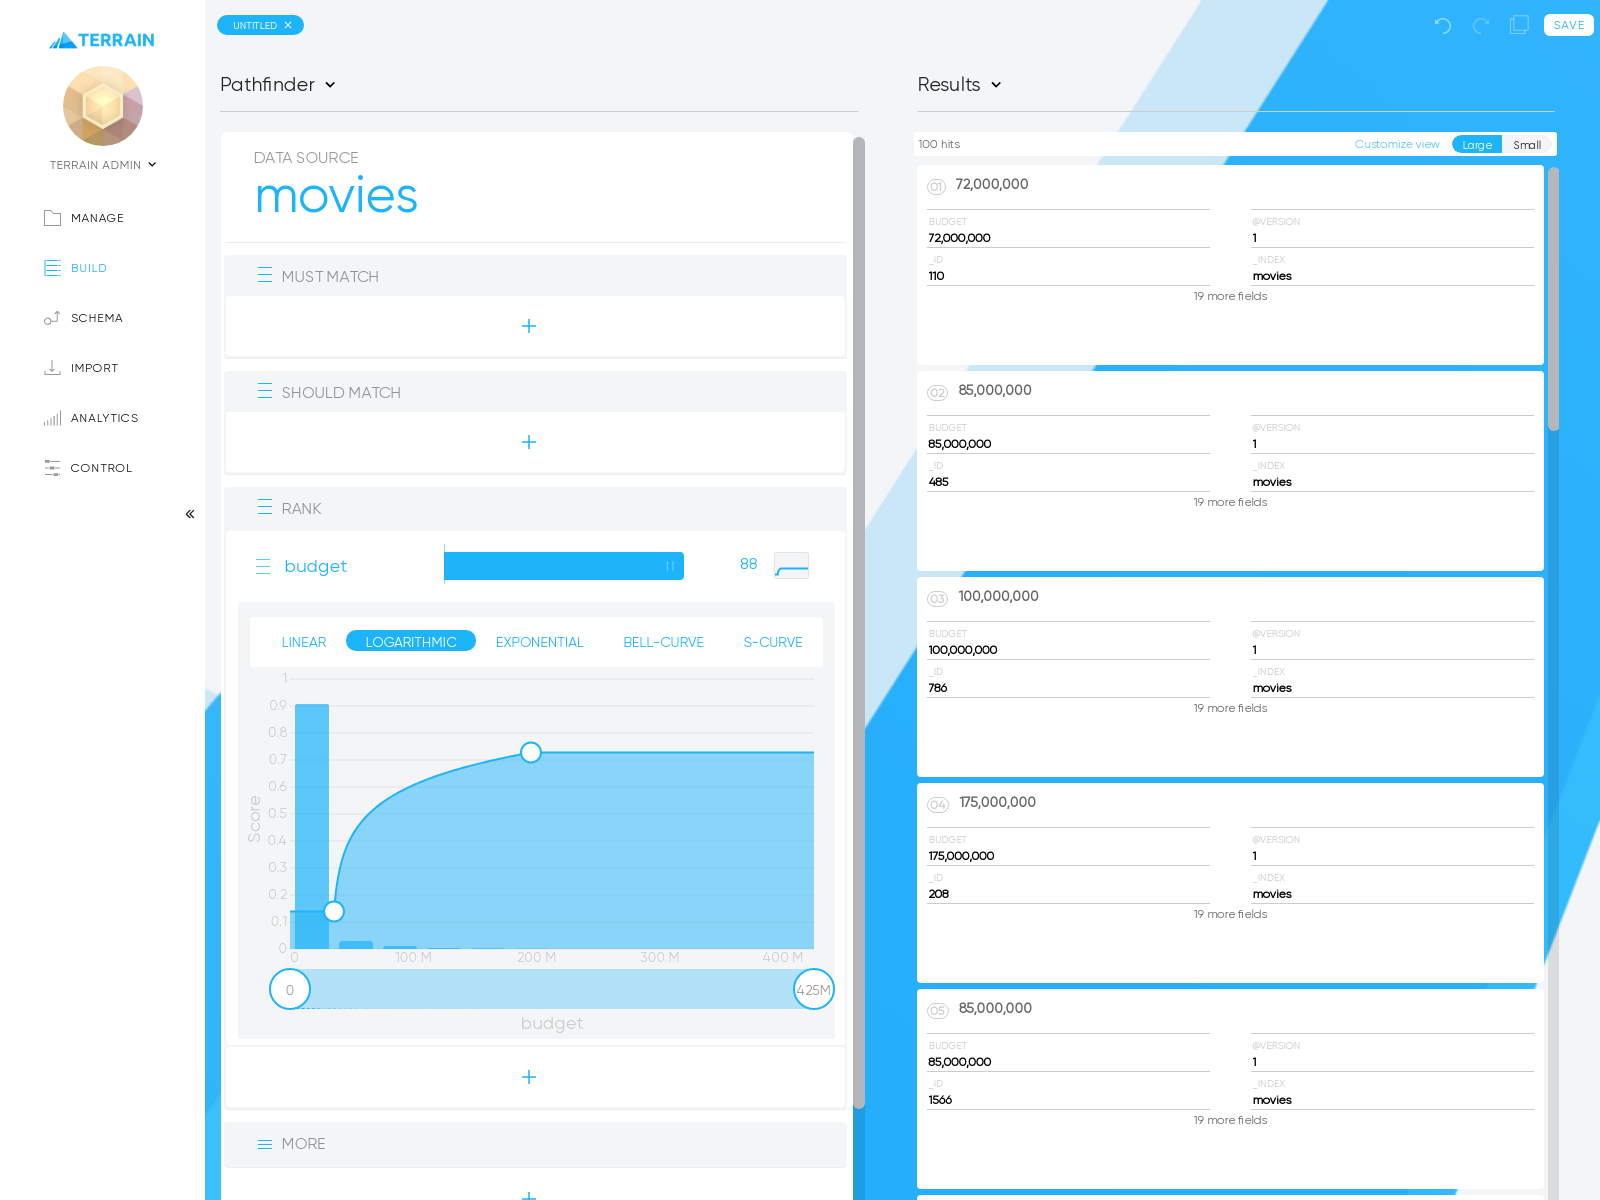 UNTITLED ×
SAVE
TERRAIN
TERRAIN ADMIN
MANAGE
BUILD
SCHEMA
IMPORT
ANALYTICS
CONTROL
Pathfinder
DATA SOURCE
movies
MUST MATCH
+
SHOULD MATCH
+
RANK
budget 88
LINEAR LOGARITHMIC EXPONENTIAL BELL-CURVE S-CURVE
1
0.9
0.8
0.7
0.6
0.5
0.4
0.3
0.2
0.1
0
Score
0 100 M 200 M 300 M 400 M
0 425M
budget
+
MORE
+
Results
100 hits Customize view Large Small
01 72,000,000
BUDGET @VERSION
72,000,000 1
_ID _INDEX
110 movies
19 more fields
02 85,000,000
BUDGET @VERSION
85,000,000 1
_ID _INDEX
485 movies
19 more fields
03 100,000,000
BUDGET @VERSION
100,000,000 1
_ID _INDEX
786 movies
19 more fields
04 175,000,000
BUDGET @VERSION
175,000,000 1
_ID _INDEX
208 movies
19 more fields
05 85,000,000
BUDGET @VERSION
85,000,000 1
_ID _INDEX
1566 movies
19 more fields